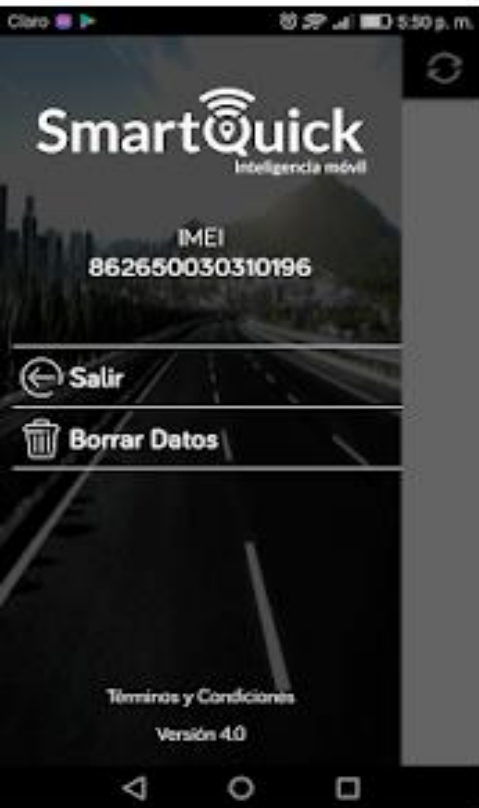 Claro 5:50 p. m.
SmartQuick
Inteligencia móvil
IMEI
862650030310196
Salir
Borrar Datos
Términos y Condiciones
Versión 4.0